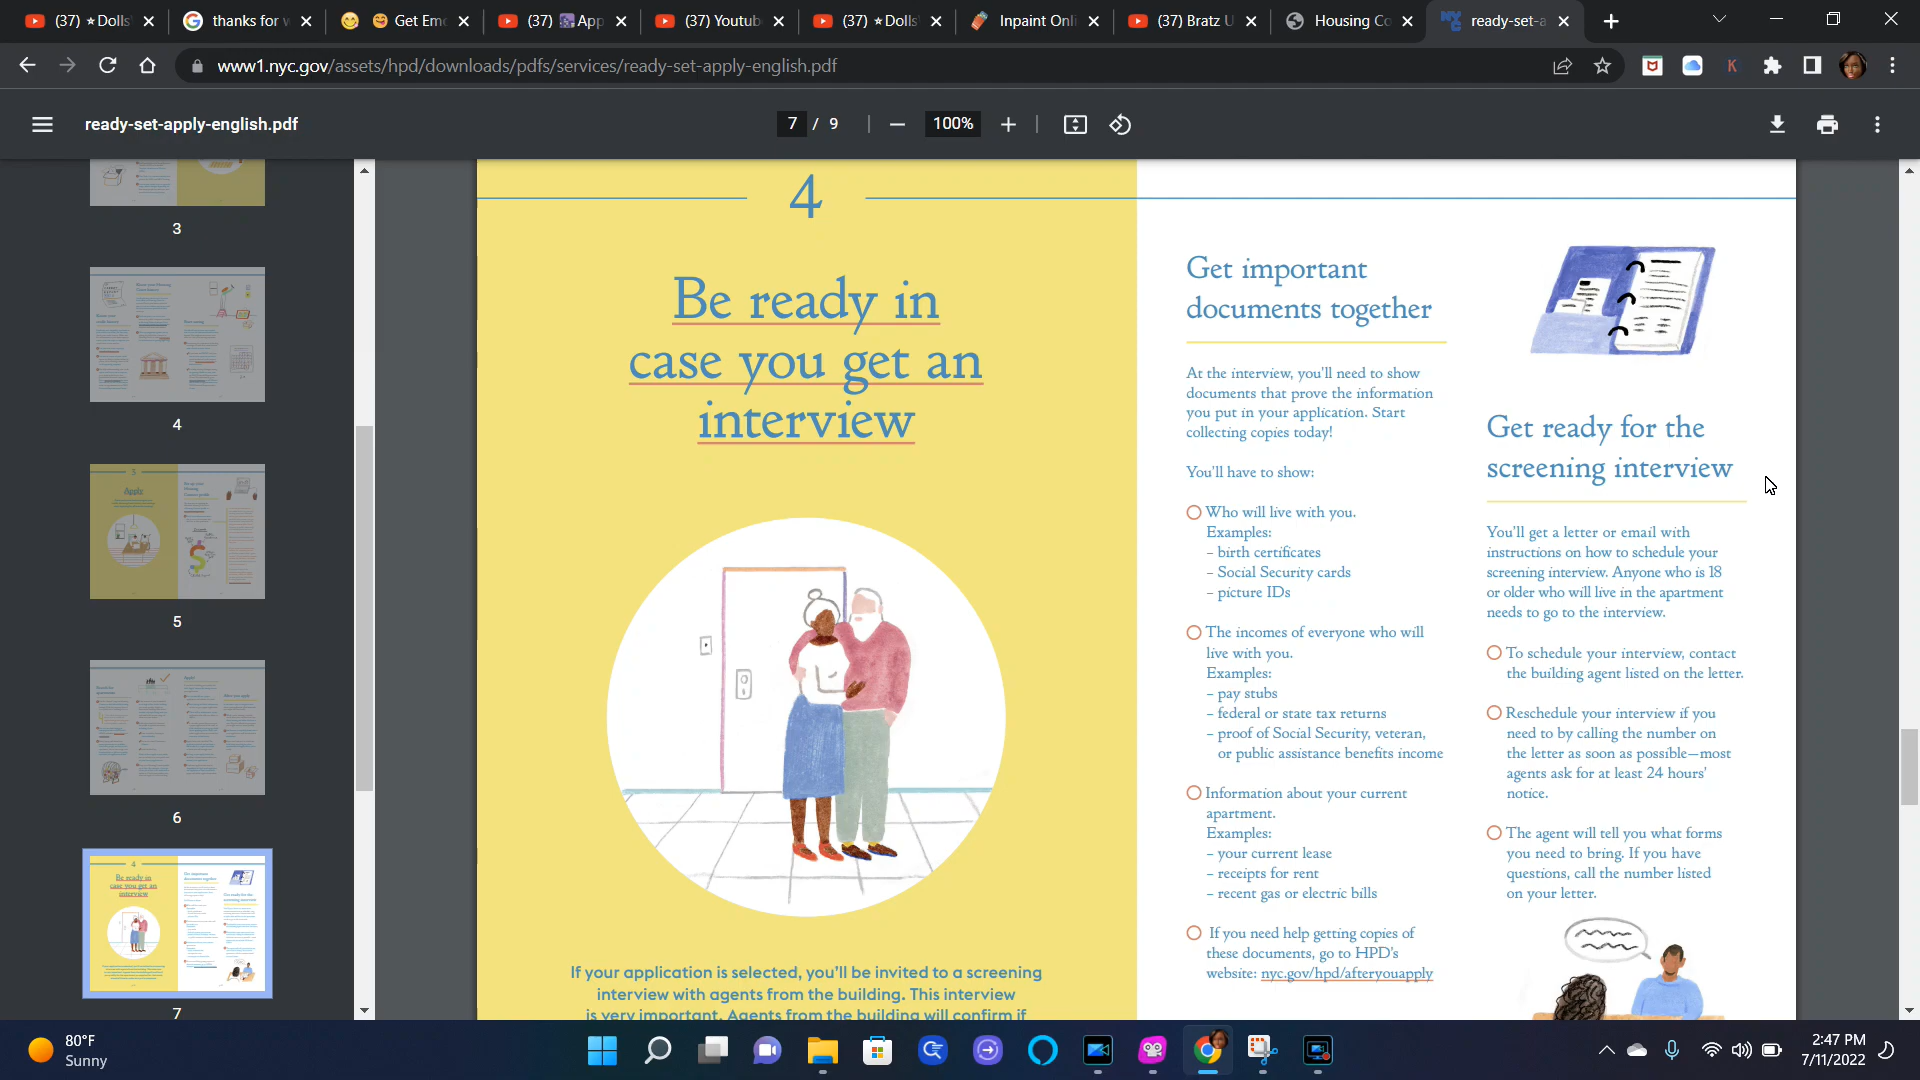 (37) ⭑Dolls
thanks for
Get Em
(37) App
(37) Youtub
(37) ⭑Dolls
Inpaint Onli
(37) Bratz U
Housing Co
ready-set-a
www1.nyc.gov/assets/hpd/downloads/pdfs/services/ready-set-apply-english.pdf
ready-set-apply-english.pdf
7 / 9
100%
3
4
5
6
7
4
Be ready in
case you get an
interview
If your application is selected, you'll be invited to a screening
interview with agents from the building. This interview
is very important. Agents from the building will confirm if
Get important
documents together
At the interview, you'll need to show
documents that prove the information
you put in your application. Start
collecting copies today!
You'll have to show:
Who will live with you.
Examples:
– birth certificates
– Social Security cards
– picture IDs
The incomes of everyone who will
live with you.
Examples:
– pay stubs
– federal or state tax returns
– proof of Social Security, veteran,
or public assistance benefits income
Information about your current
apartment.
Examples:
– your current lease
– receipts for rent
– recent gas or electric bills
If you need help getting copies of
these documents, go to HPD's
website: nyc.gov/hpd/afteryouapply
Get ready for the
screening interview
You'll get a letter or email with
instructions on how to schedule your
screening interview. Anyone who is 18
or older who will live in the apartment
needs to go to the interview.
To schedule your interview, contact
the building agent listed on the letter.
Reschedule your interview if you
need to by calling the number on
the letter as soon as possible—most
agents ask for at least 24 hours'
notice.
The agent will tell you what forms
you need to bring. If you have
questions, call the number listed
on your letter.
80°F
Sunny
2:47 PM
7/11/2022